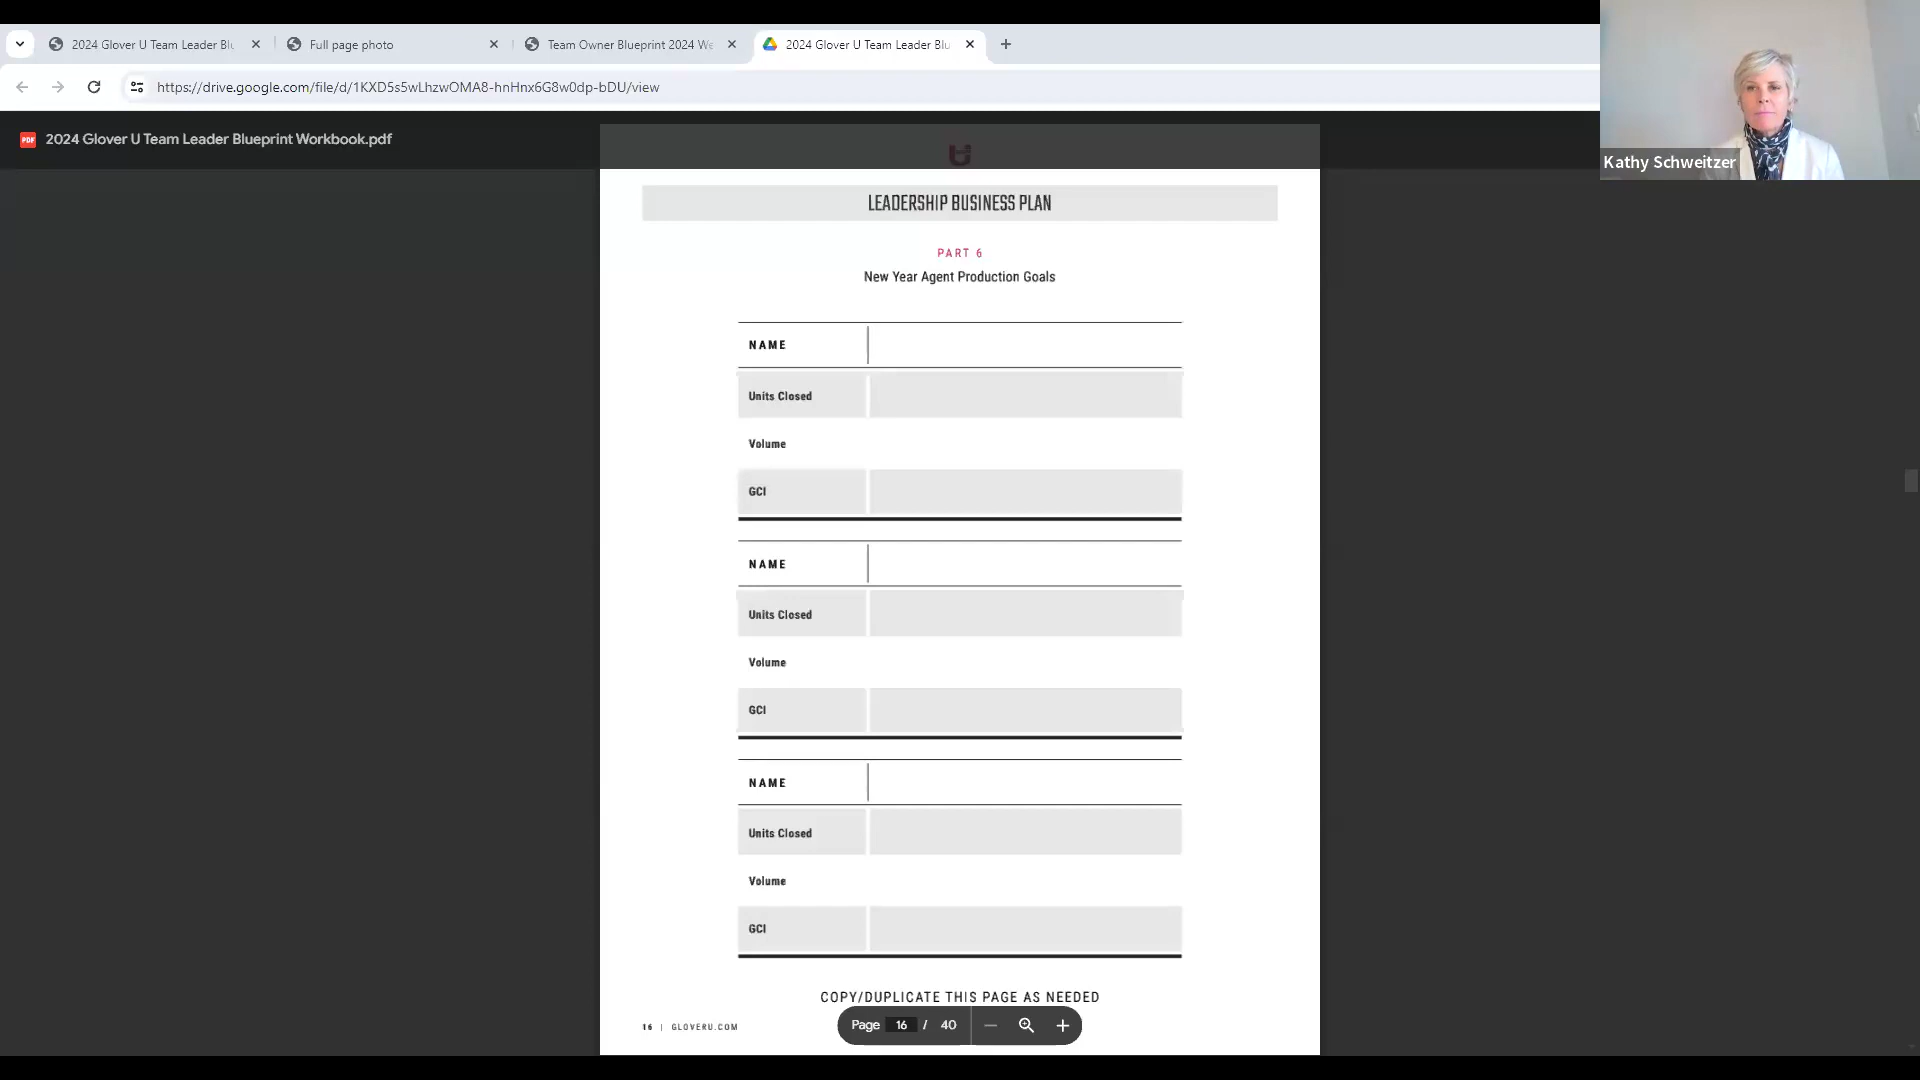 2024 Glover U Team Leader Blu
Full page photo
Team Owner Blueprint 2024 We
2024 Glover U Team Leader Blu
https://drive.google.com/file/d/1KXD5s5wLhzwOMA8-hnHnx6G8w0dp-bDU/view
PDF
2024 Glover U Team Leader Blueprint Workbook.pdf
Kathy Schweitzer
LEADERSHIP BUSINESS PLAN
PART 6
New Year Agent Production Goals
NAME
Units Closed
Volume
GCI
NAME
Units Closed
Volume
GCI
NAME
Units Closed
Volume
GCI
COPY/DUPLICATE THIS PAGE AS NEEDED
16 | GLOVERU.COM
Page 16 / 40